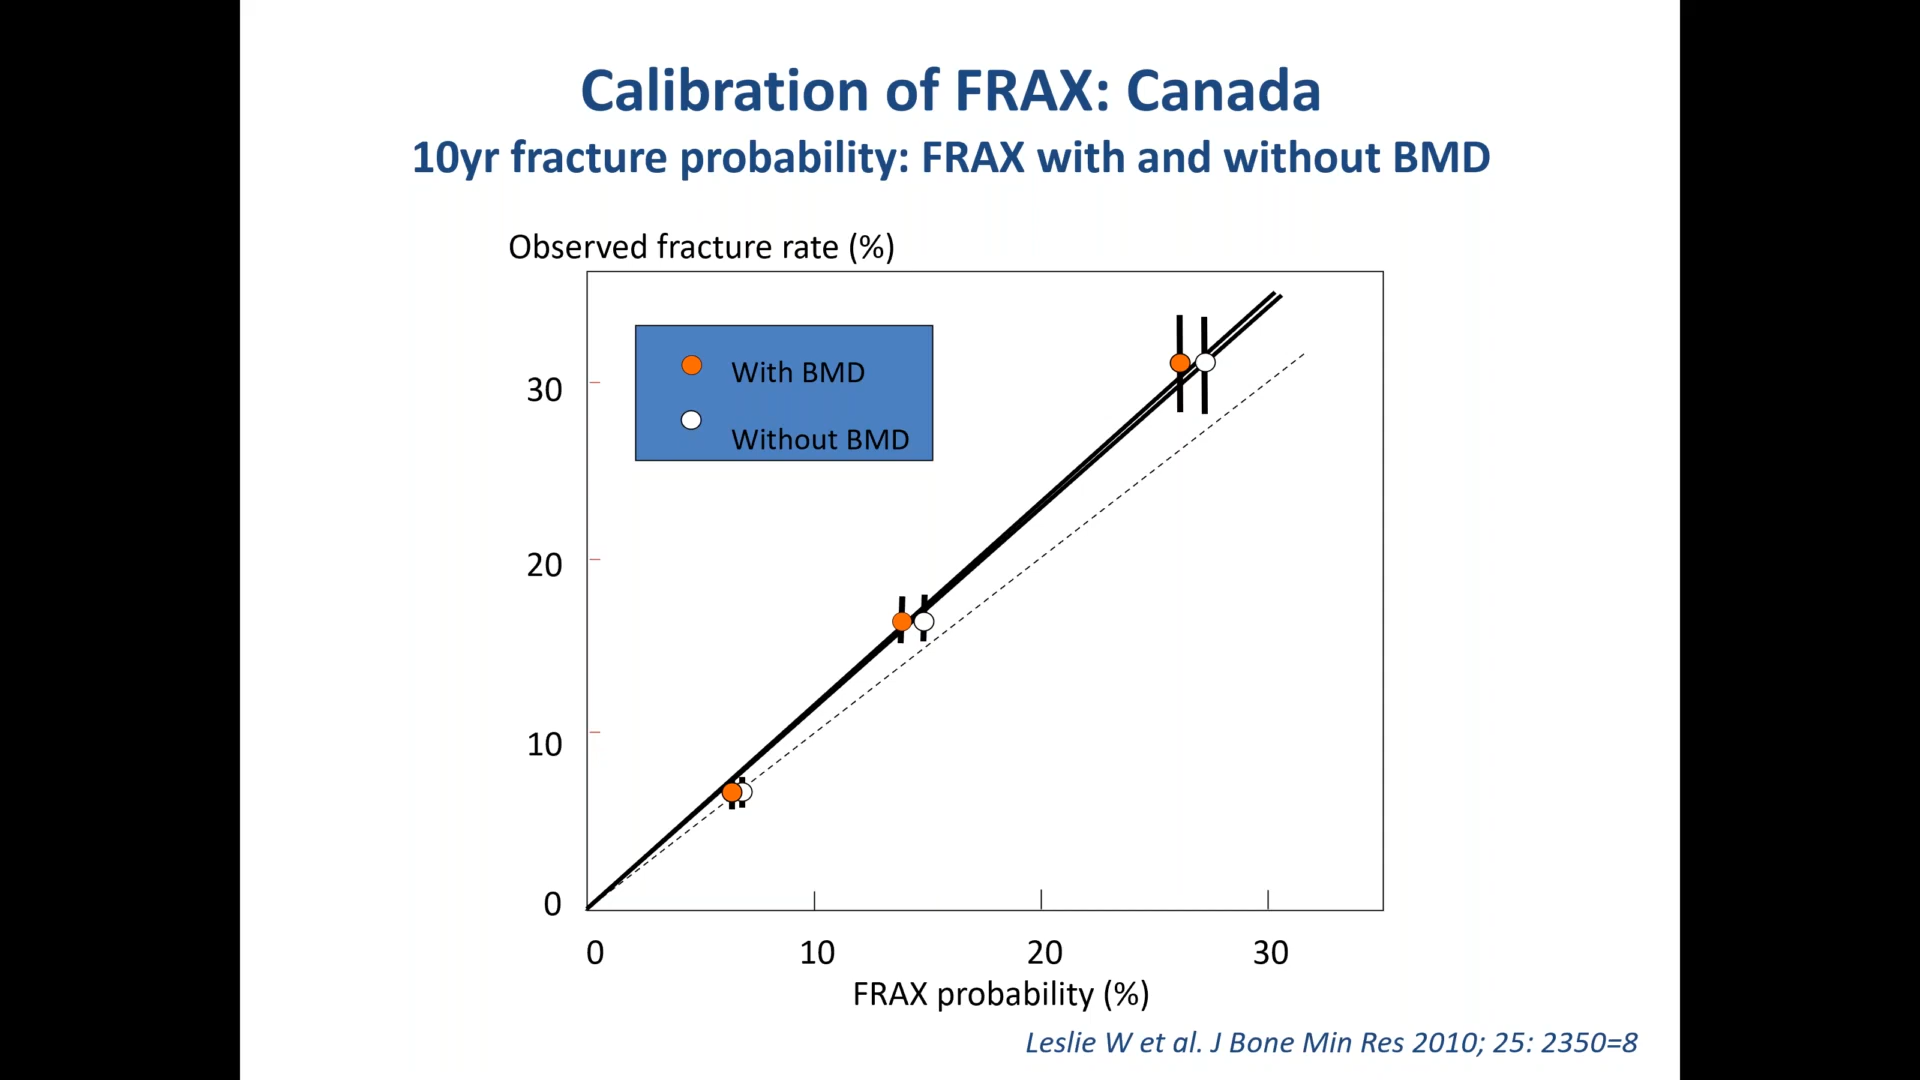 Calibration of FRAX: Canada
10yr fracture probability: FRAX with and without BMD
Observed fracture rate (%)
With BMD
Without BMD
30
20
10
0
0 10 20 30
FRAX probability (%)
Leslie W et al. J Bone Min Res 2010; 25: 2350=8